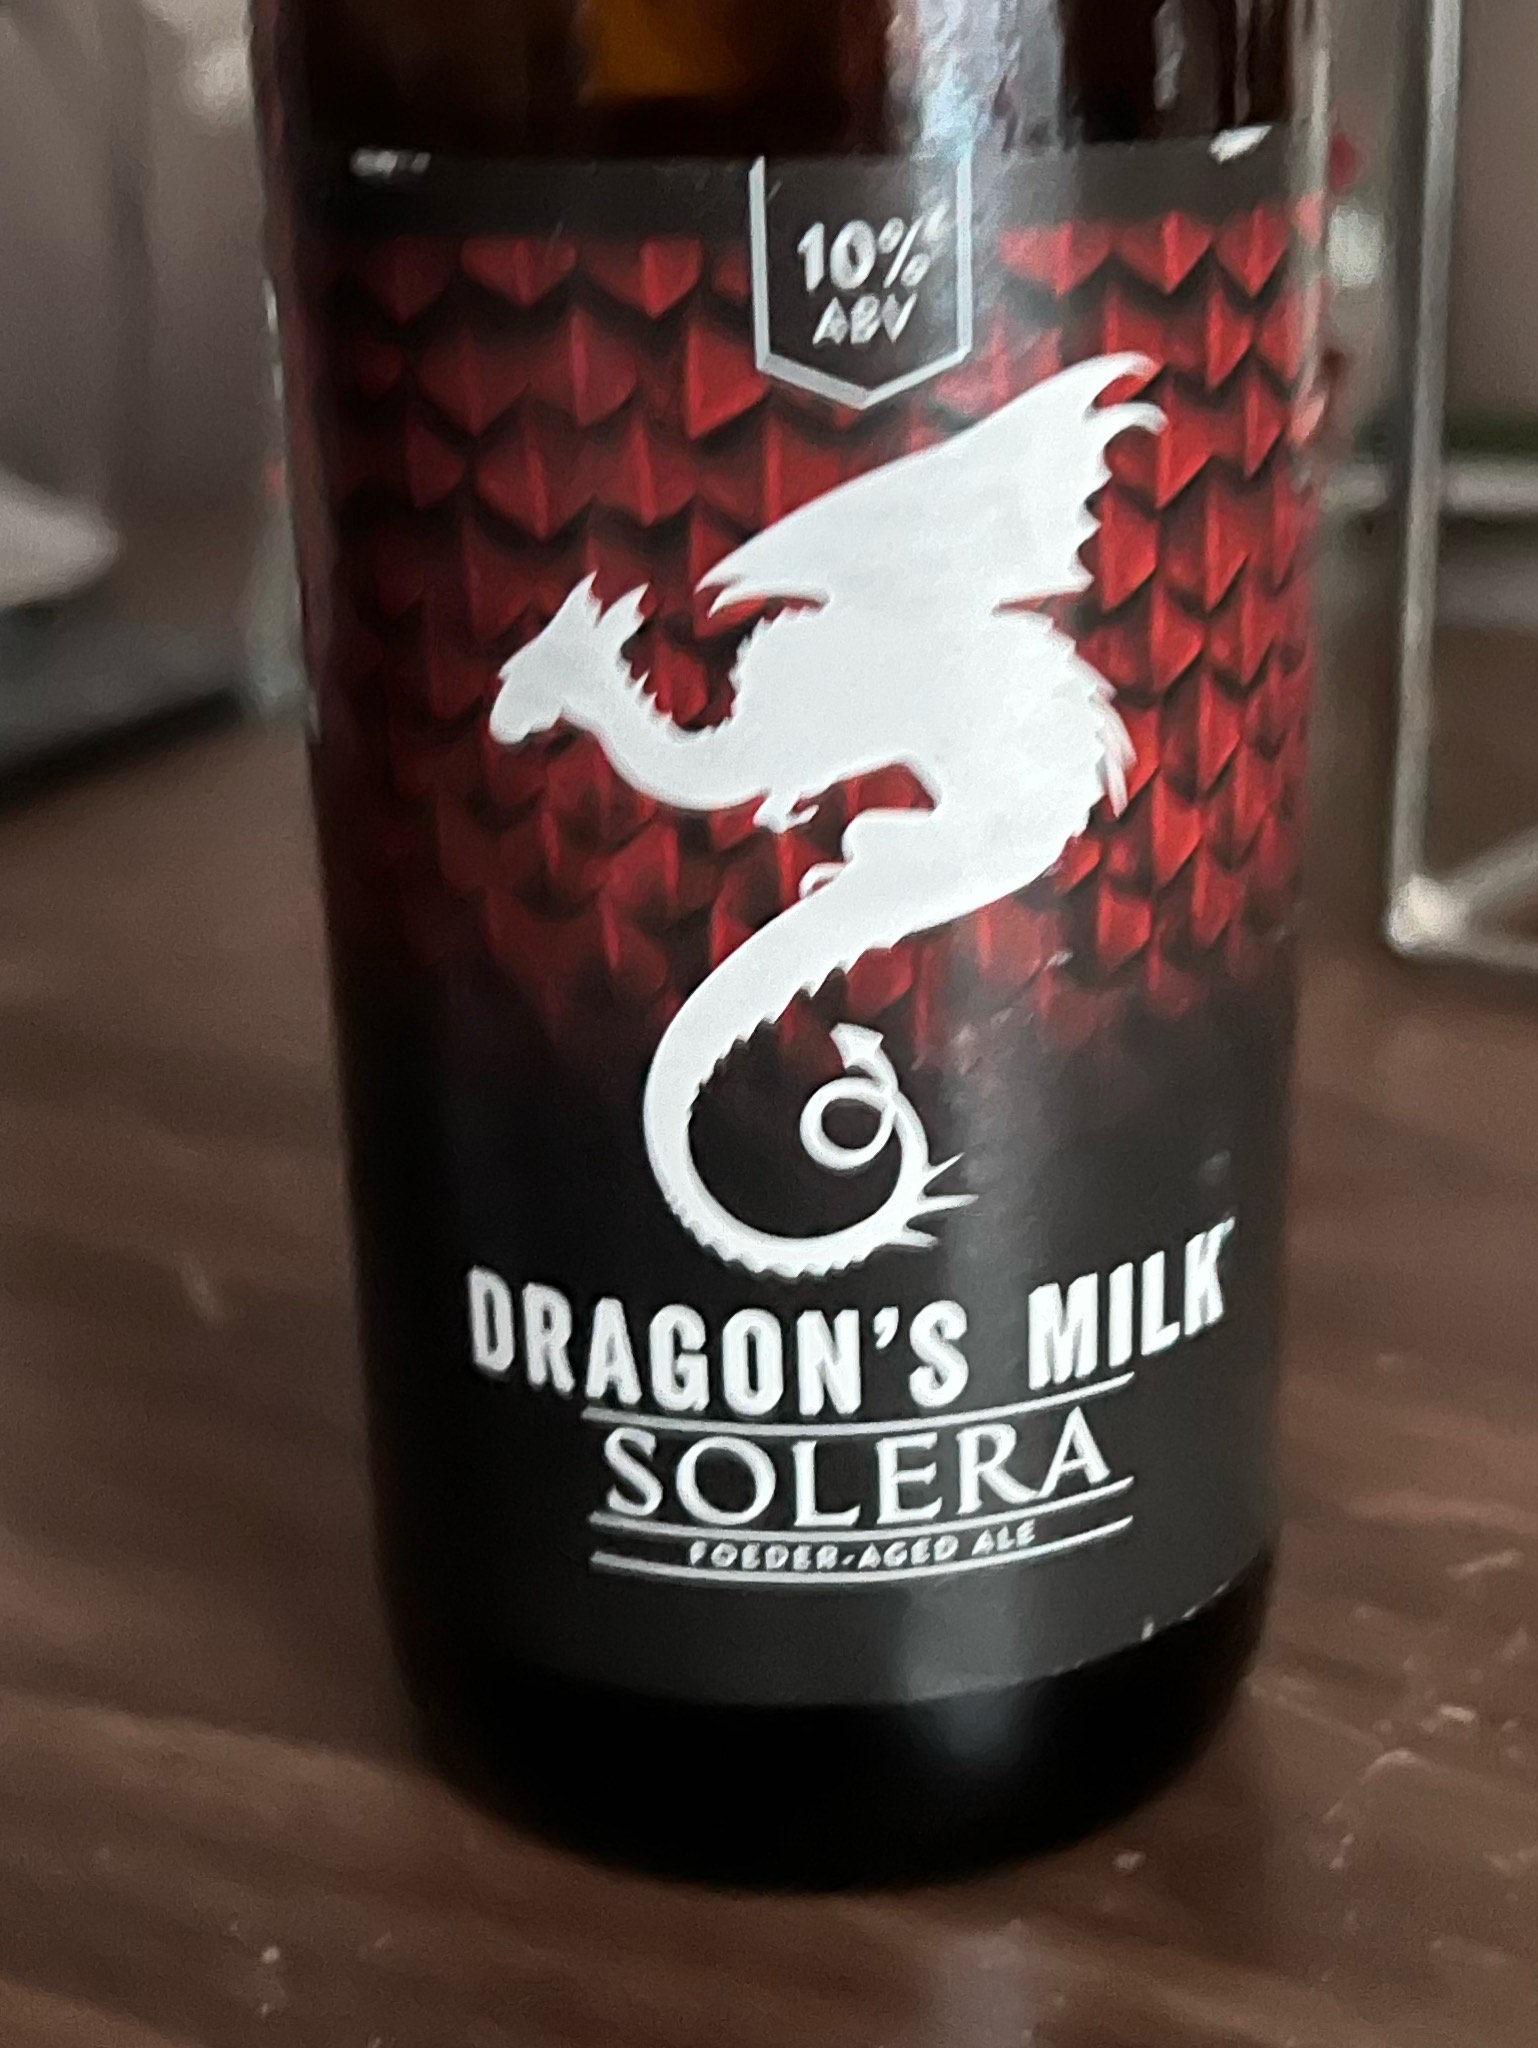 10%
ABV
DRAGON'S MILK
SOLERA
FOEDER-AGED ALE